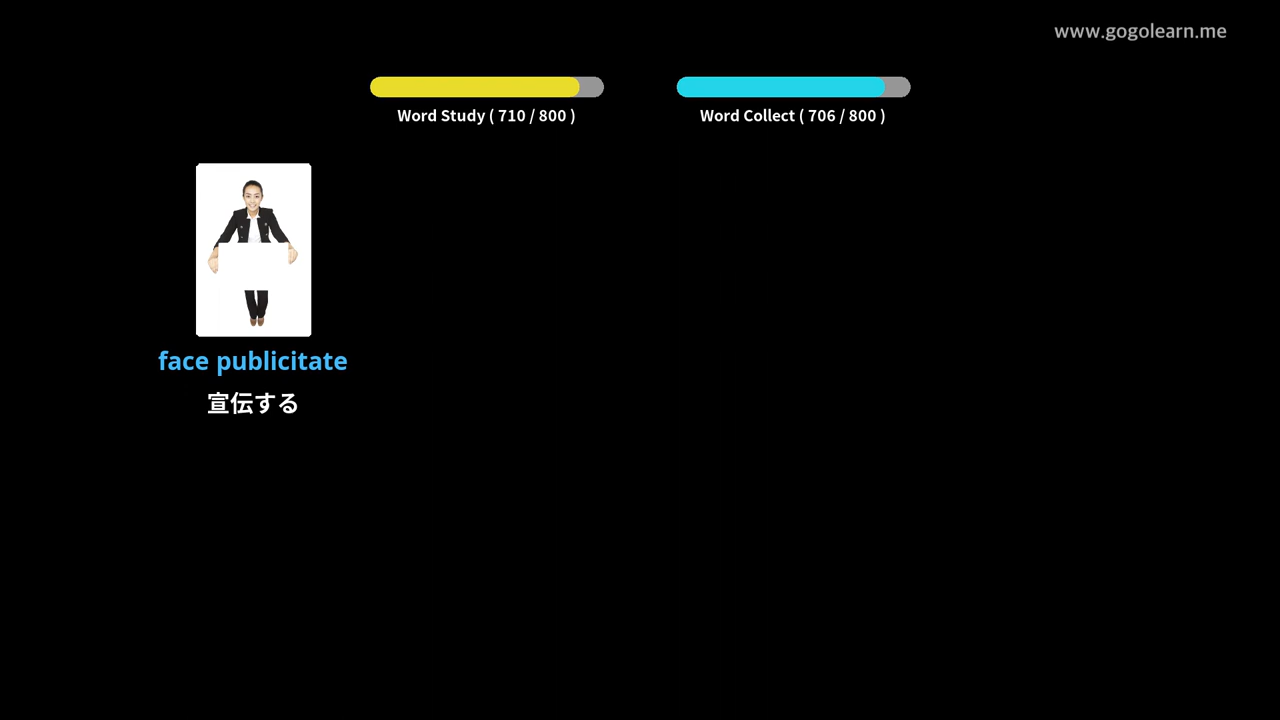 www.gogolearn.me
Word Study ( 710 / 800 )
Word Collect ( 706 / 800 )
face publicitate
宣伝する